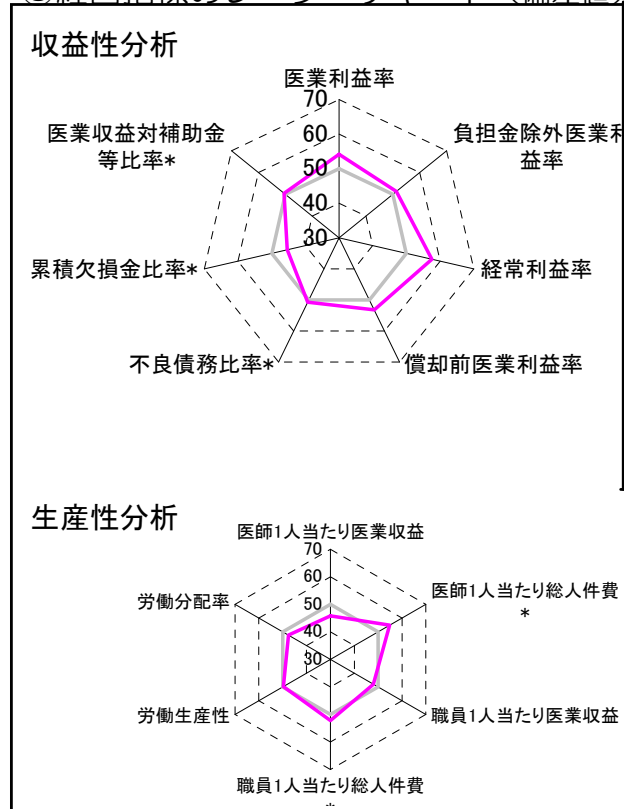 収益性分析
医業利益率
70
60
50
40
30
負担金除外医業利
益率
経常利益率
償却前医業利益率
不良債務比率*
累積欠損金比率*
医業収益対補助金
等比率*
生産性分析
医師1人当たり医業収益
70
60
50
40
30
医師1人当たり総人件費
*
職員1人当たり医業収益
職員1人当たり総人件費
*
労働生産性
労働分配率